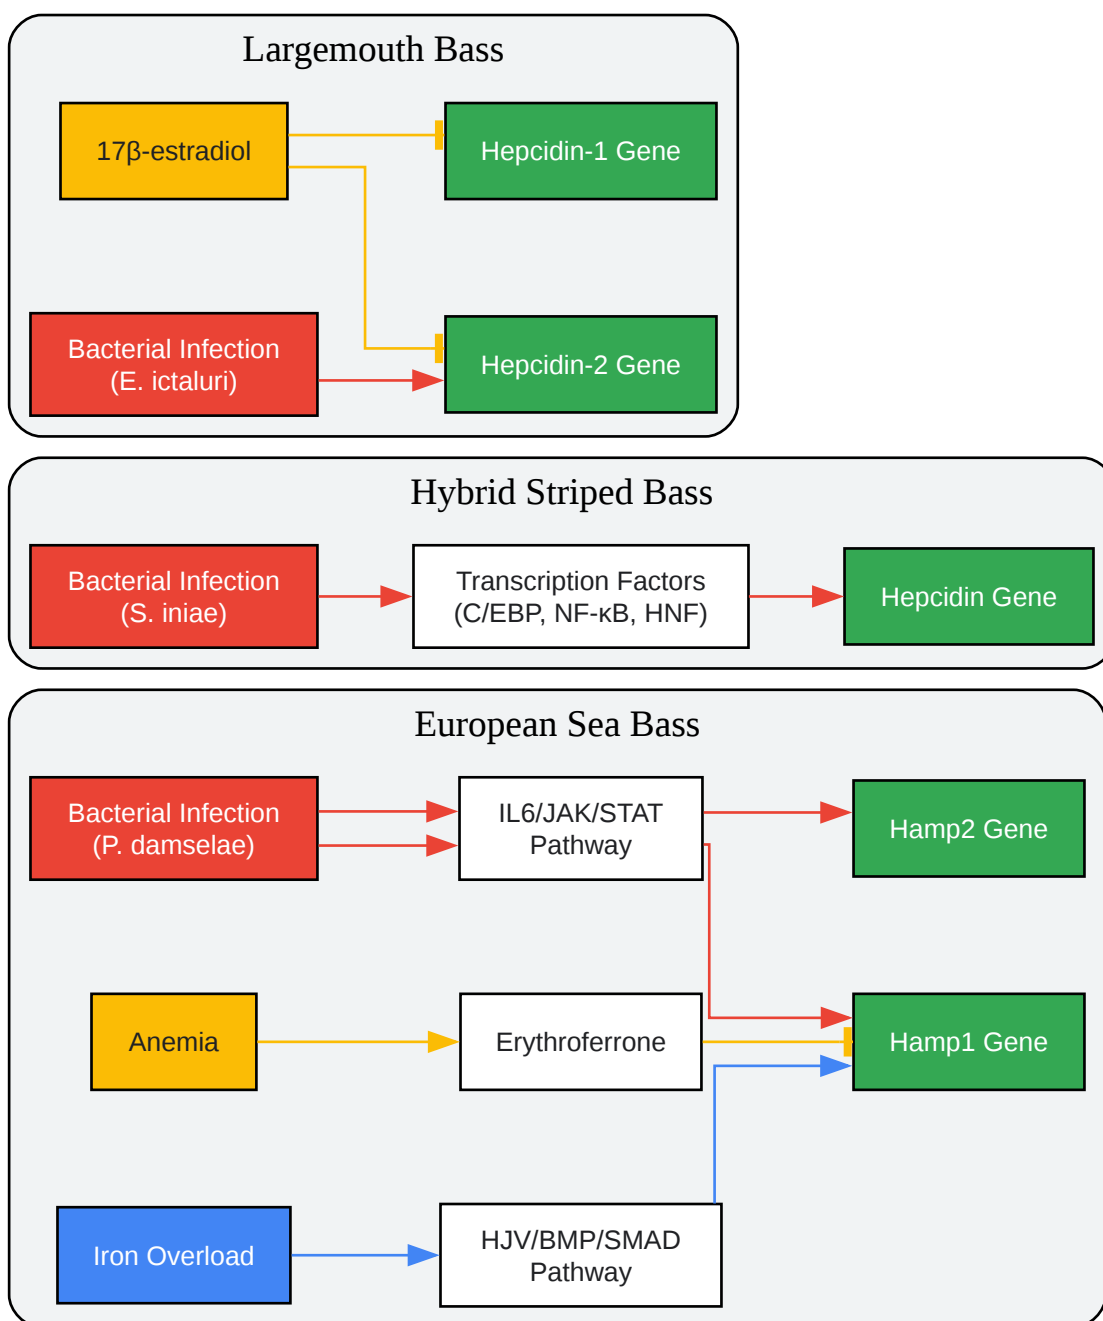 Largemouth Bass
17β-estradiol
Hepcidin-1 Gene
Bacterial Infection
(E. ictaluri)
Hepcidin-2 Gene
Hybrid Striped Bass
Bacterial Infection
(S. iniae)
Transcription Factors
(C/EBP, NF-κB, HNF)
Hepcidin Gene
European Sea Bass
Bacterial Infection
(P. damselae)
IL6/JAK/STAT
Pathway
Hamp2 Gene
Anemia
Erythroferrone
Hamp1 Gene
Iron Overload
HJV/BMP/SMAD
Pathway